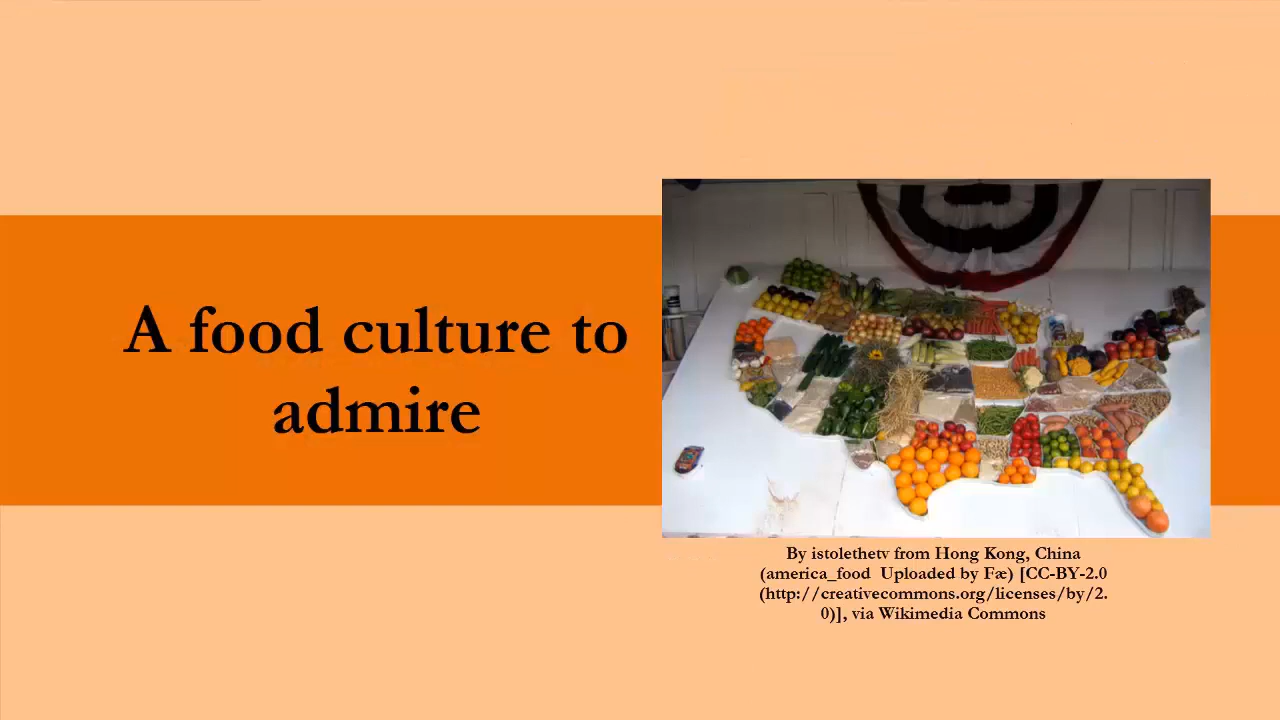 A food culture to
admire
By istolethetv from Hong Kong, China
(america_food  Uploaded by Fæ) [CC-BY-2.0
(http://creativecommons.org/licenses/by/2.
0)], via Wikimedia Commons